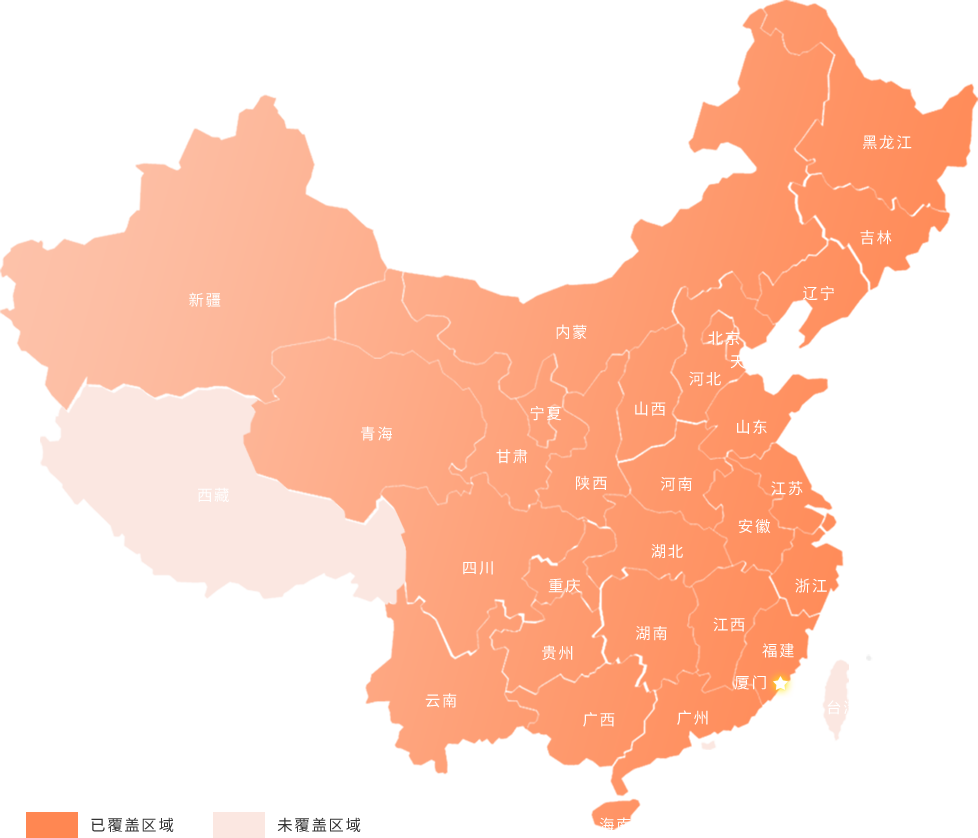 黑龙江
吉林
新疆
辽宁
内蒙
北京
天
河北
山西
宁夏
山东
青海
甘肃
陕西
河南
江苏
西藏
安徽
湖北
四川
重庆
浙江
江西
湖南
福建
贵州
厦门
云南
台
广州
广西
海南
已覆盖区域
未覆盖区域